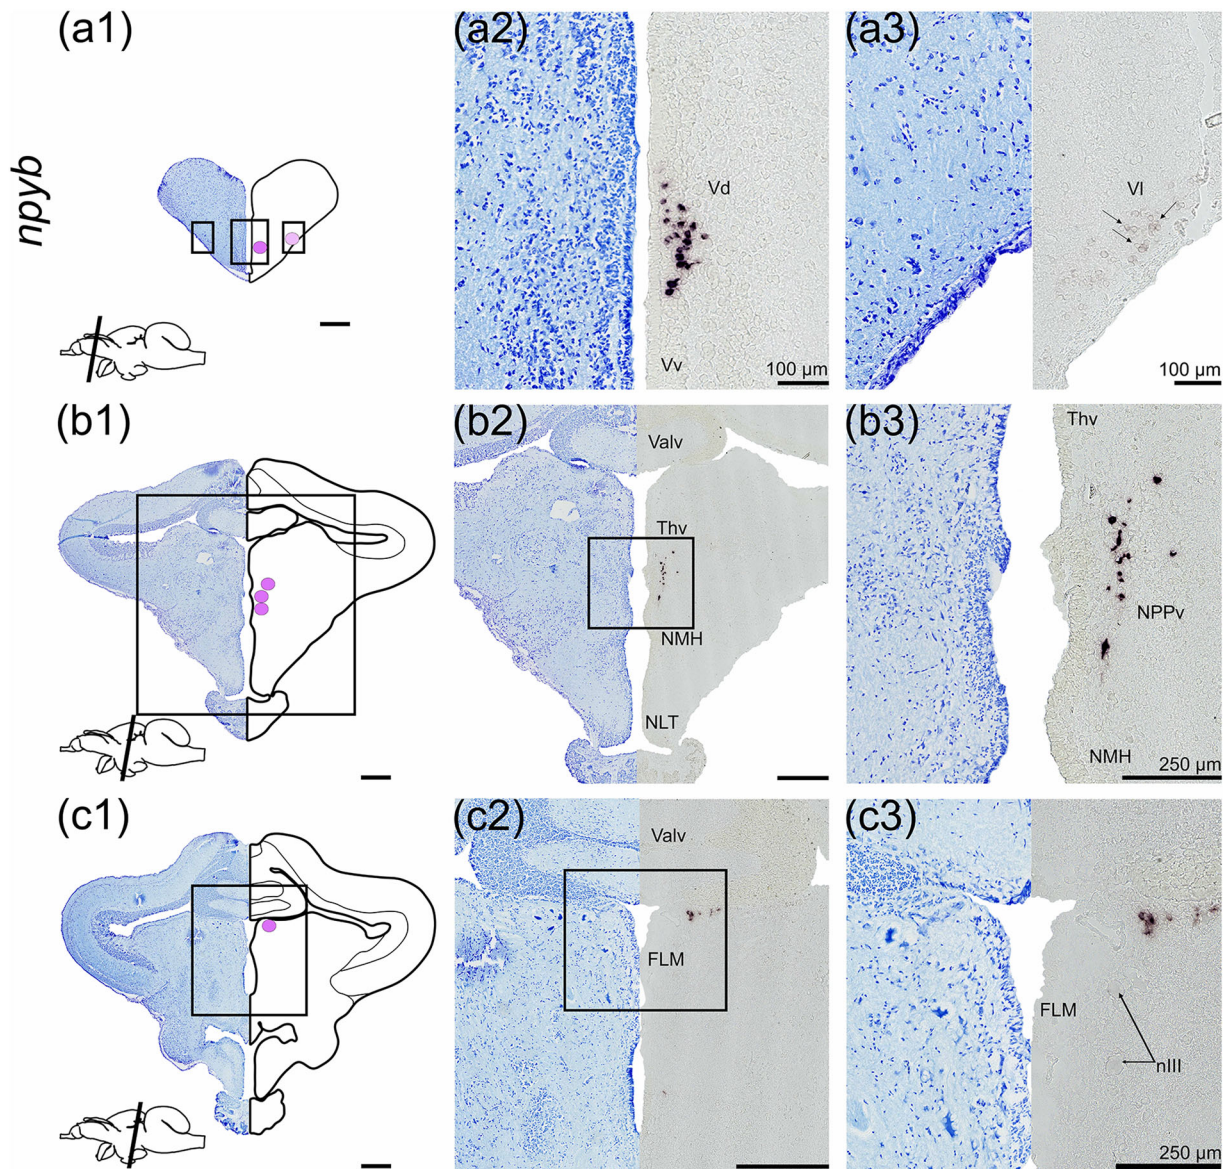 (a1)
(a2)
(a3)
npyb
Vd
Vl
Vv
100 µm
100 µm
(b1)
(b2)
(b3)
Valv
Thv
Thv
NPPv
NMH
NLT
NMH
250 µm
(c1)
(c2)
(c3)
Valv
FLM
FLM
nIII
250 µm